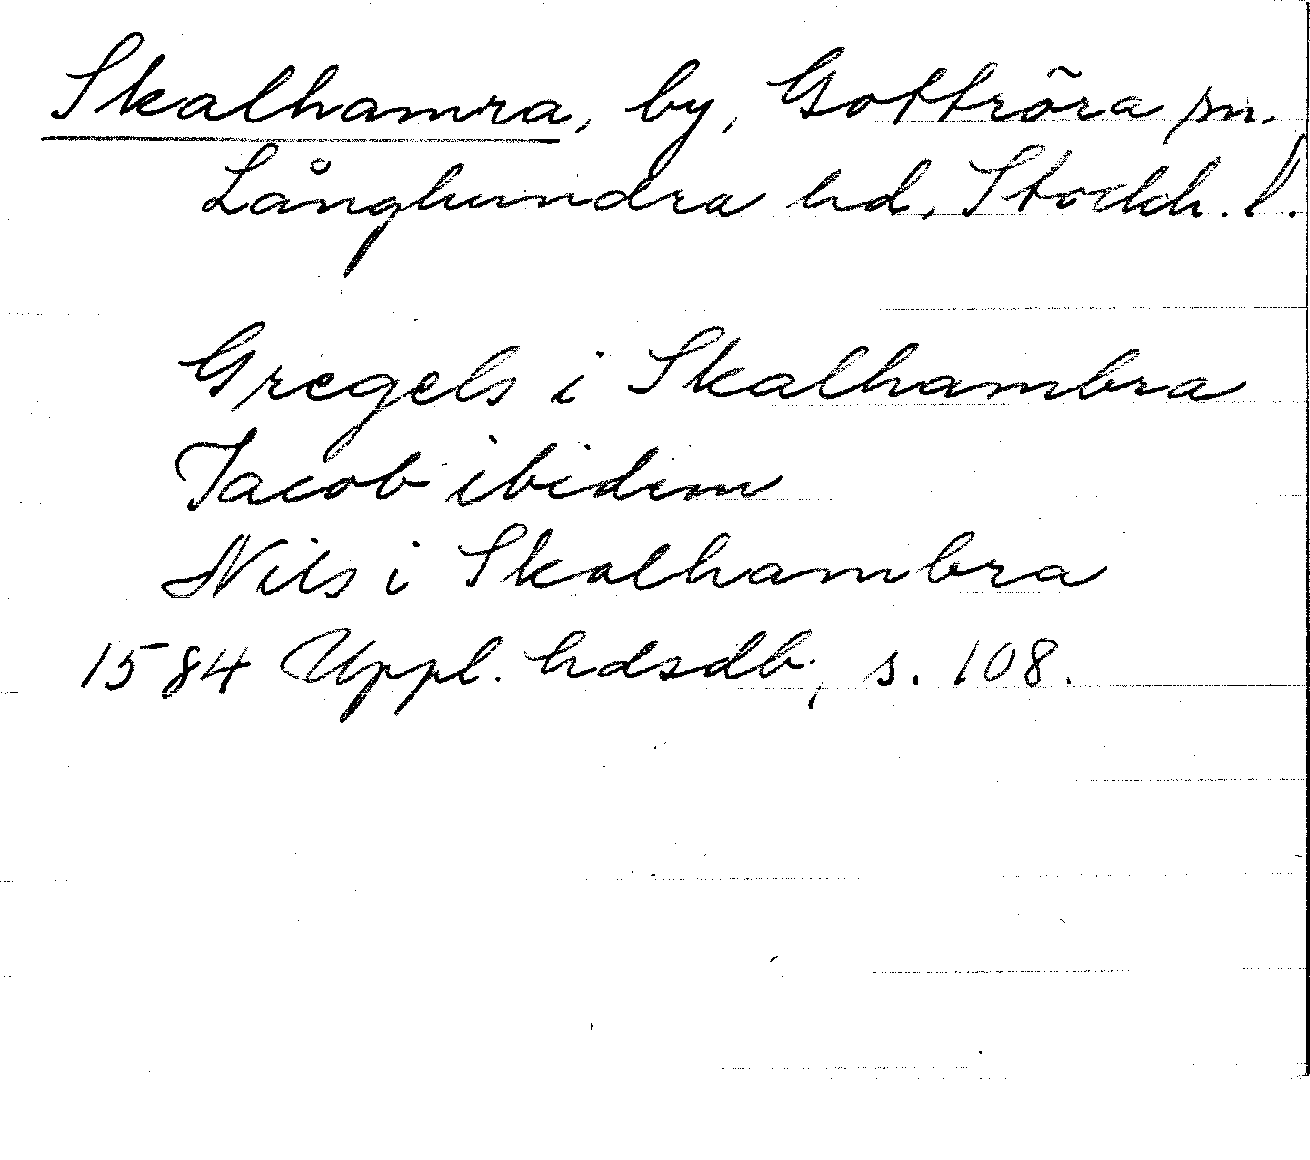 Skalhamra, by, Gottröra sn.,
Långhundra hd, Stockh. l.
Gregels i Skalhambra
Jacob ibidem
Nils i Skalhambra
1584 Uppl. hdsdb., s. 108.